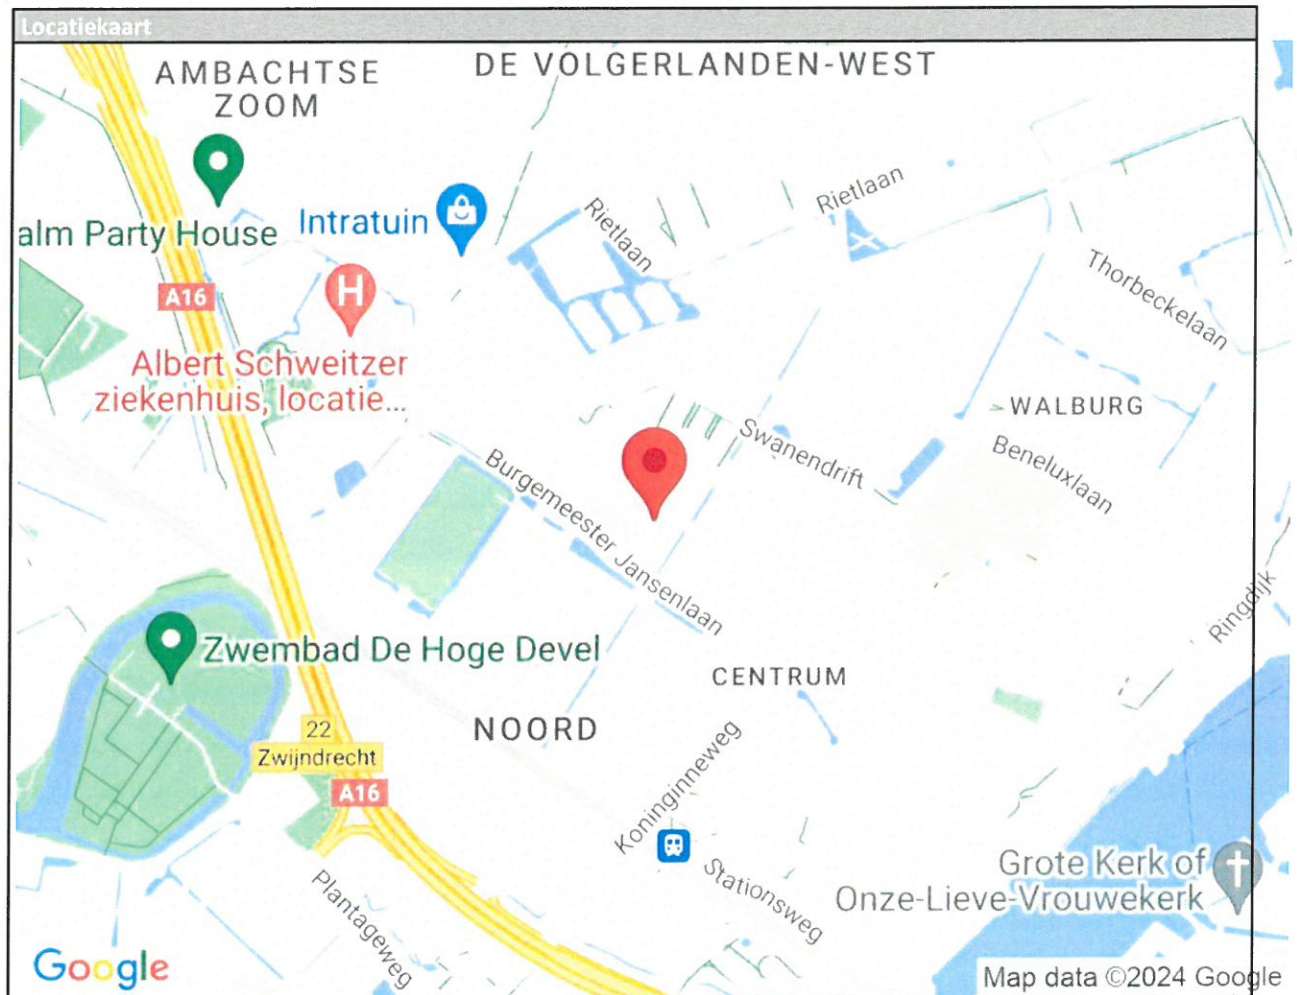 Locatiekaart
AMBACHTSE
ZOOM
DE VOLGERLANDEN-WEST
alm Party House
Intratuin
Rietlaan
Rietlaan
A16
H
Albert Schweitzer
ziekenhuis, locatie...
Thorbeckelaan
WALBURG
Swanendrift
Beneluxlaan
Burgemeester Jansenlaan
Ringdijk
Zwembad De Hoge Devel
CENTRUM
NOORD
22
Zwijndrecht
A16
Koninginneweg
Stationsweg
Plantageweg
Grote Kerk of
Onze-Lieve-Vrouwekerk
Google
Map data ©2024 Google